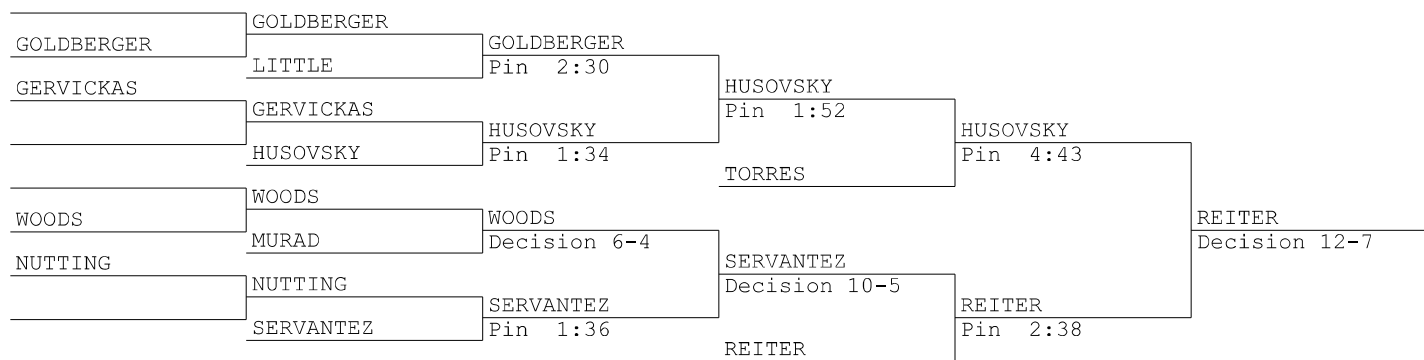 GOLDBERGER
GERVICKAS
WOODS
NUTTING
GOLDBERGER
LITTLE
GERVICKAS
HUSOVSKY
WOODS
MURAD
NUTTING
SERVANTEZ
GOLDBERGER
Pin 2:30
HUSOVSKY
Pin 1:34
WOODS
Decision 6-4
SERVANTEZ
Pin 1:36
HUSOVSKY
Pin 1:52
TORRES
SERVANTEZ
Decision 10-5
REITER
HUSOVSKY
Pin 4:43
REITER
Pin 2:38
REITER
Decision 12-7